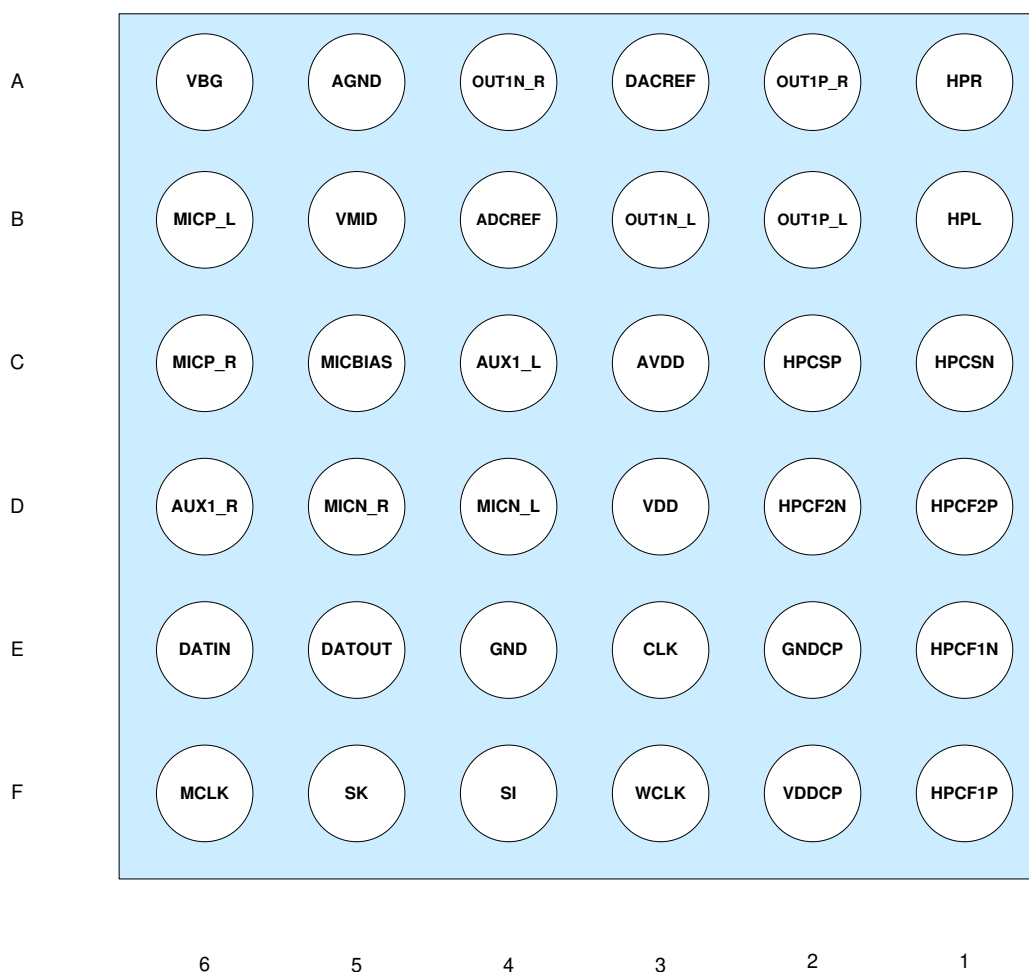 A VBG AGND OUT1N_R DACREF OUT1P_R HPR
B MICP_L VMID ADCREF OUT1N_L OUT1P_L HPL
C MICP_R MICBIAS AUX1_L AVDD HPCSP HPCSN
D AUX1_R MICN_R MICN_L VDD HPCF2N HPCF2P
E DATIN DATOUT GND CLK GNDCP HPCF1N
F MCLK SK SI WCLK VDDCP HPCF1P
6 5 4 3 2 1